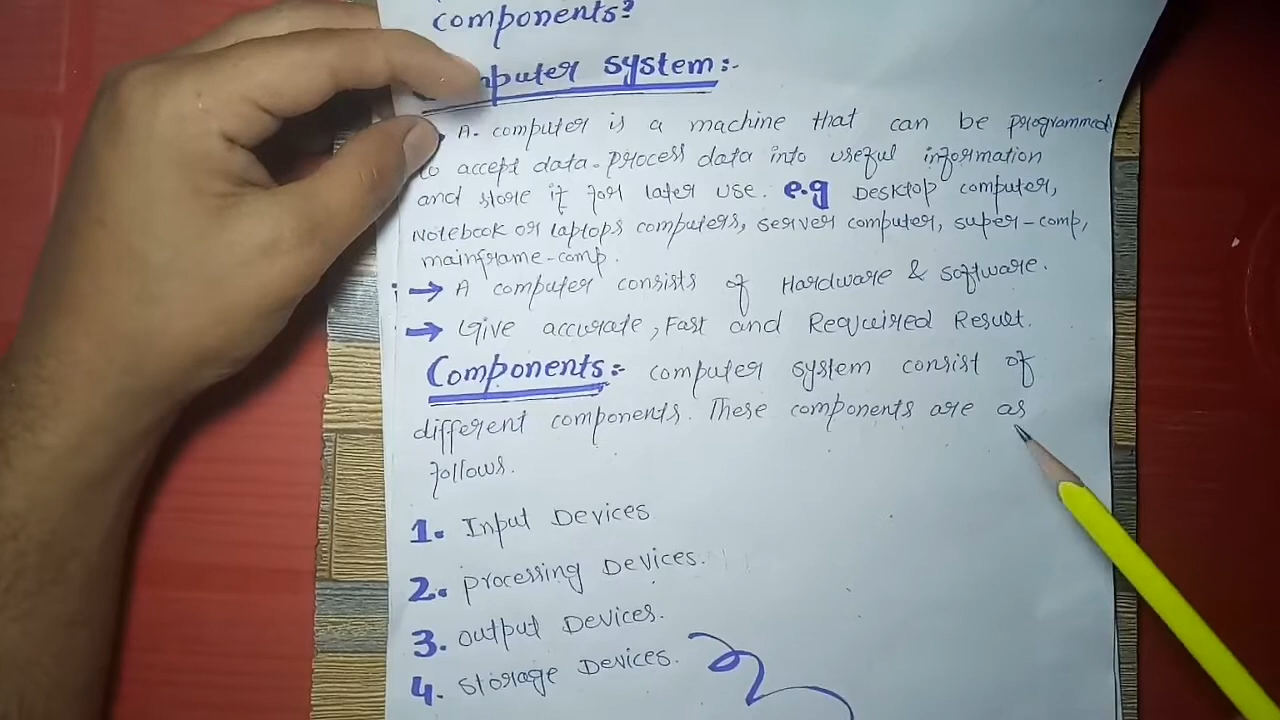 components?
mputer system:-
A. computer is a machine that can be programmed
to accept data. process data into useful information
and store it for later use. e.g Desktop computer,
Notebook or laptops computers, server computer, super-comp,
mainframe-comp.
→ A computer consists of Hardware & software.
→ Give accurate, Fast and Requuired Result.
Components:- computer system consist of
different components. These components are as
follows.
1. Input Devices
2. processing Devices.
3. output Devices.
4. storage Devices.